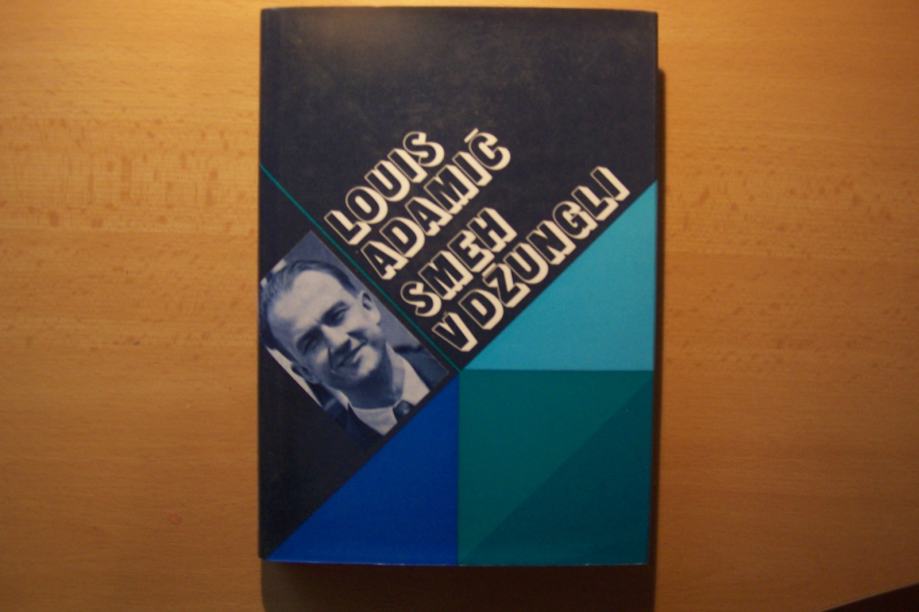 LOUIS
ADAMIČ
SMEH
V DŽUNGLI